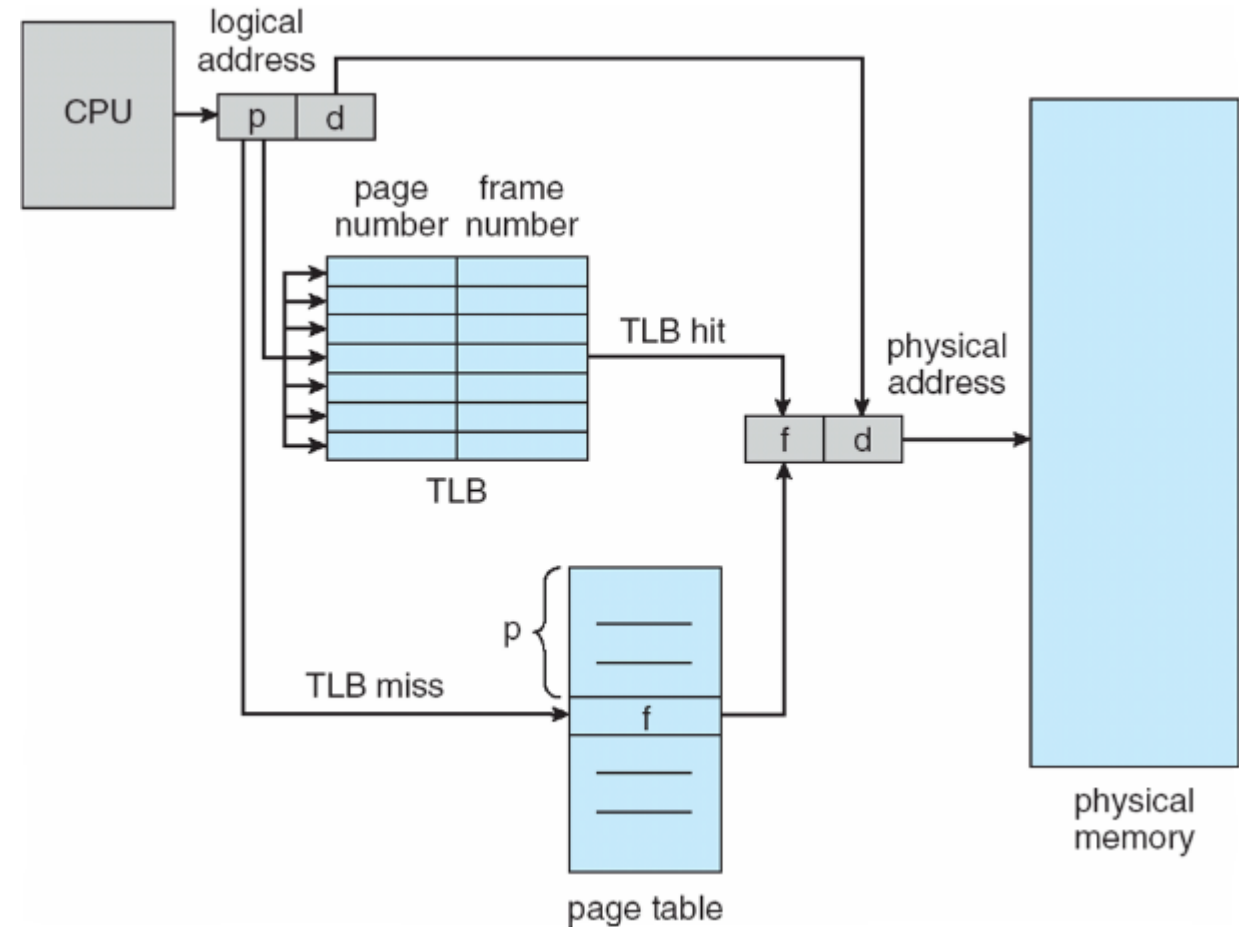 logical
address
CPU
p
d
page
number
frame
number
TLB hit
physical
address
f
d
TLB
p
TLB miss
f
physical
memory
page table